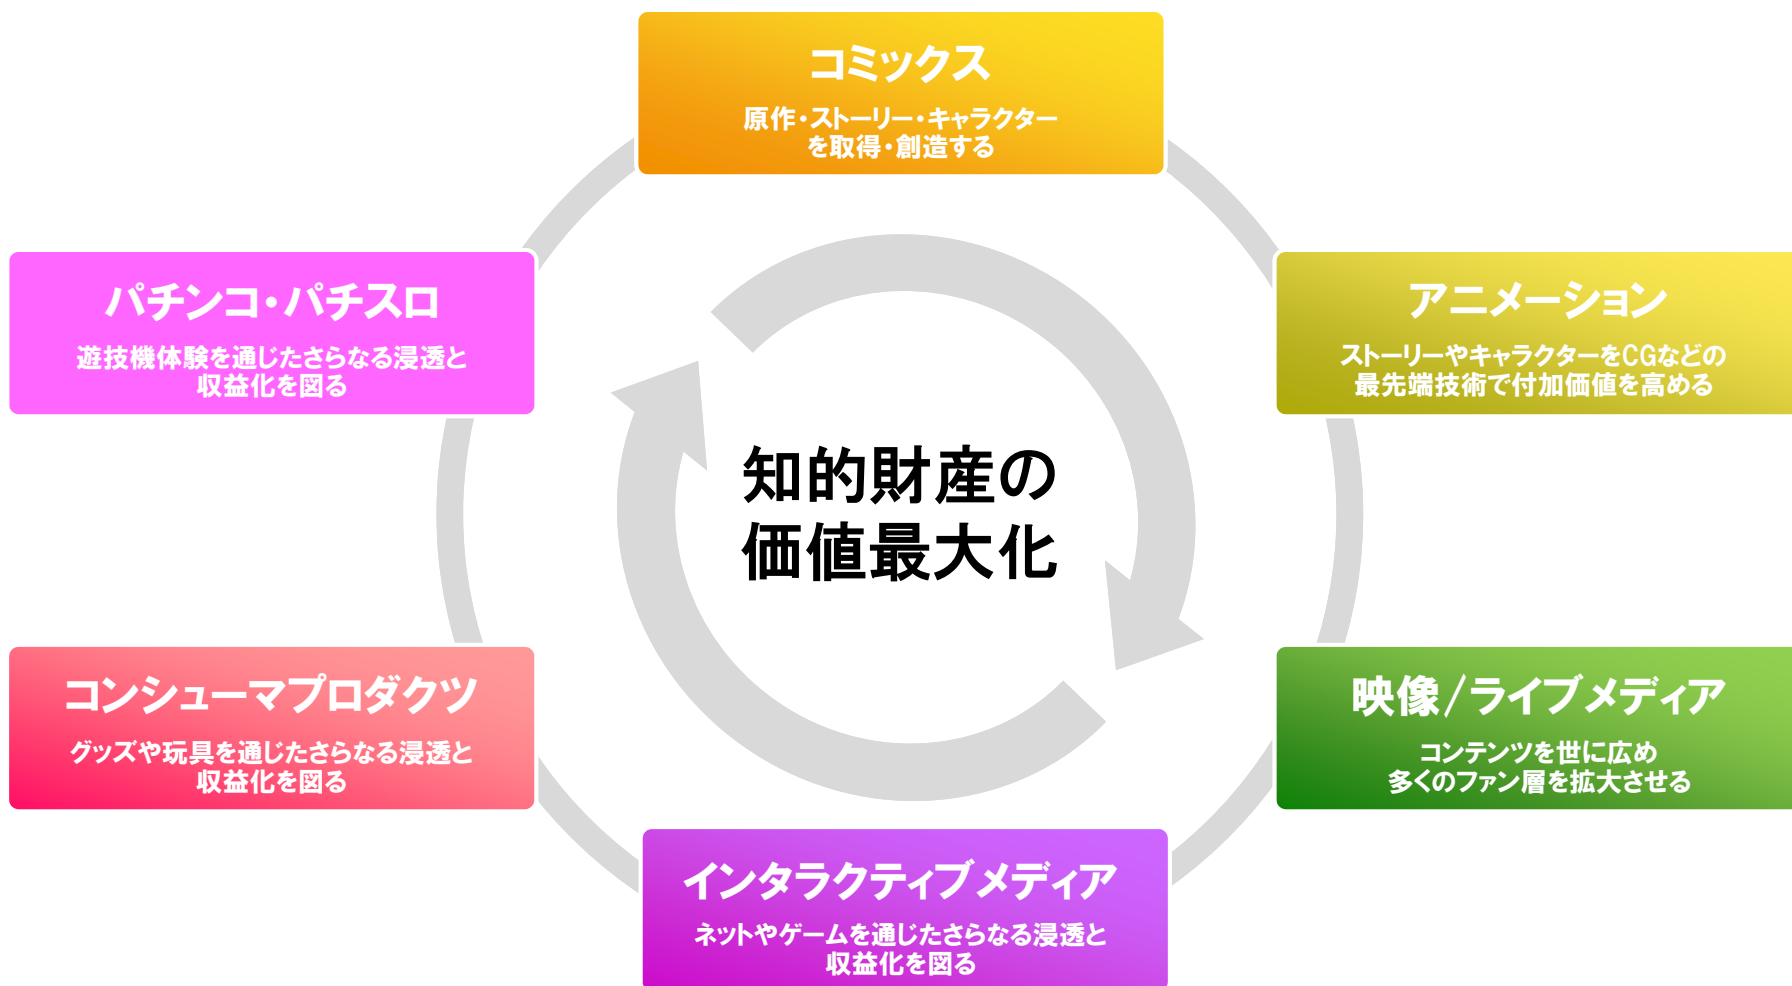 コミックス
原作・ストーリー・キャラクター
を取得・創造する
パチンコ・パチスロ
遊技機体験を通じたさらなる浸透と
収益化を図る
アニメーション
ストーリーやキャラクターをCGなどの
最先端技術で付加価値を高める
知的財産の
価値最大化
コンシューマプロダクツ
グッズや玩具を通じたさらなる浸透と
収益化を図る
映像/ライブメディア
コンテンツを世に広め
多くのファン層を拡大させる
インタラクティブメディア
ネットやゲームを通じたさらなる浸透と
収益化を図る